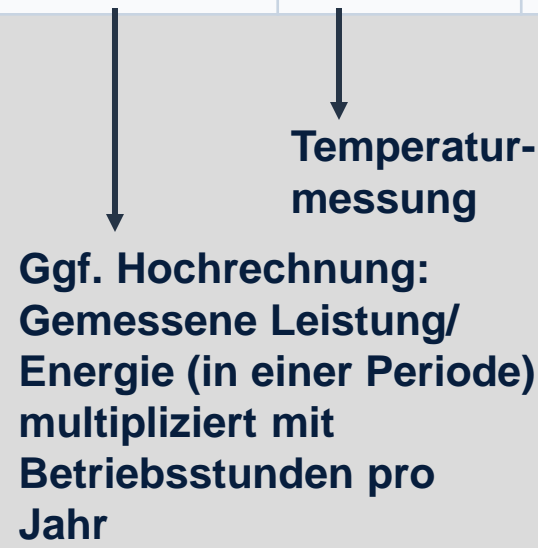 Temperatur-
messung
Ggf. Hochrechnung:
Gemessene Leistung/
Energie (in einer Periode)
multipliziert mit
Betriebsstunden pro
Jahr